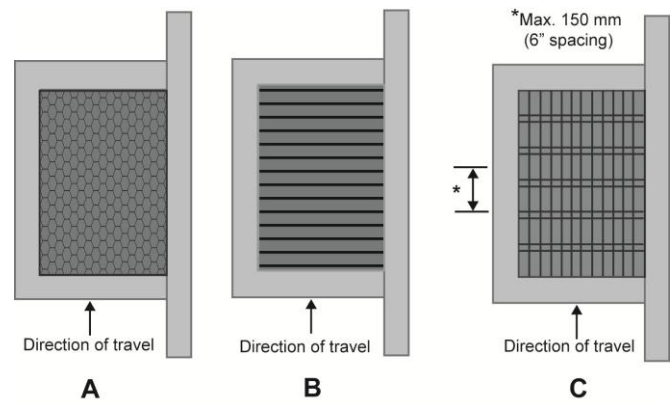 *Max. 150 mm
(6" spacing)
*
Direction of travel
Direction of travel
Direction of travel
A
B
C